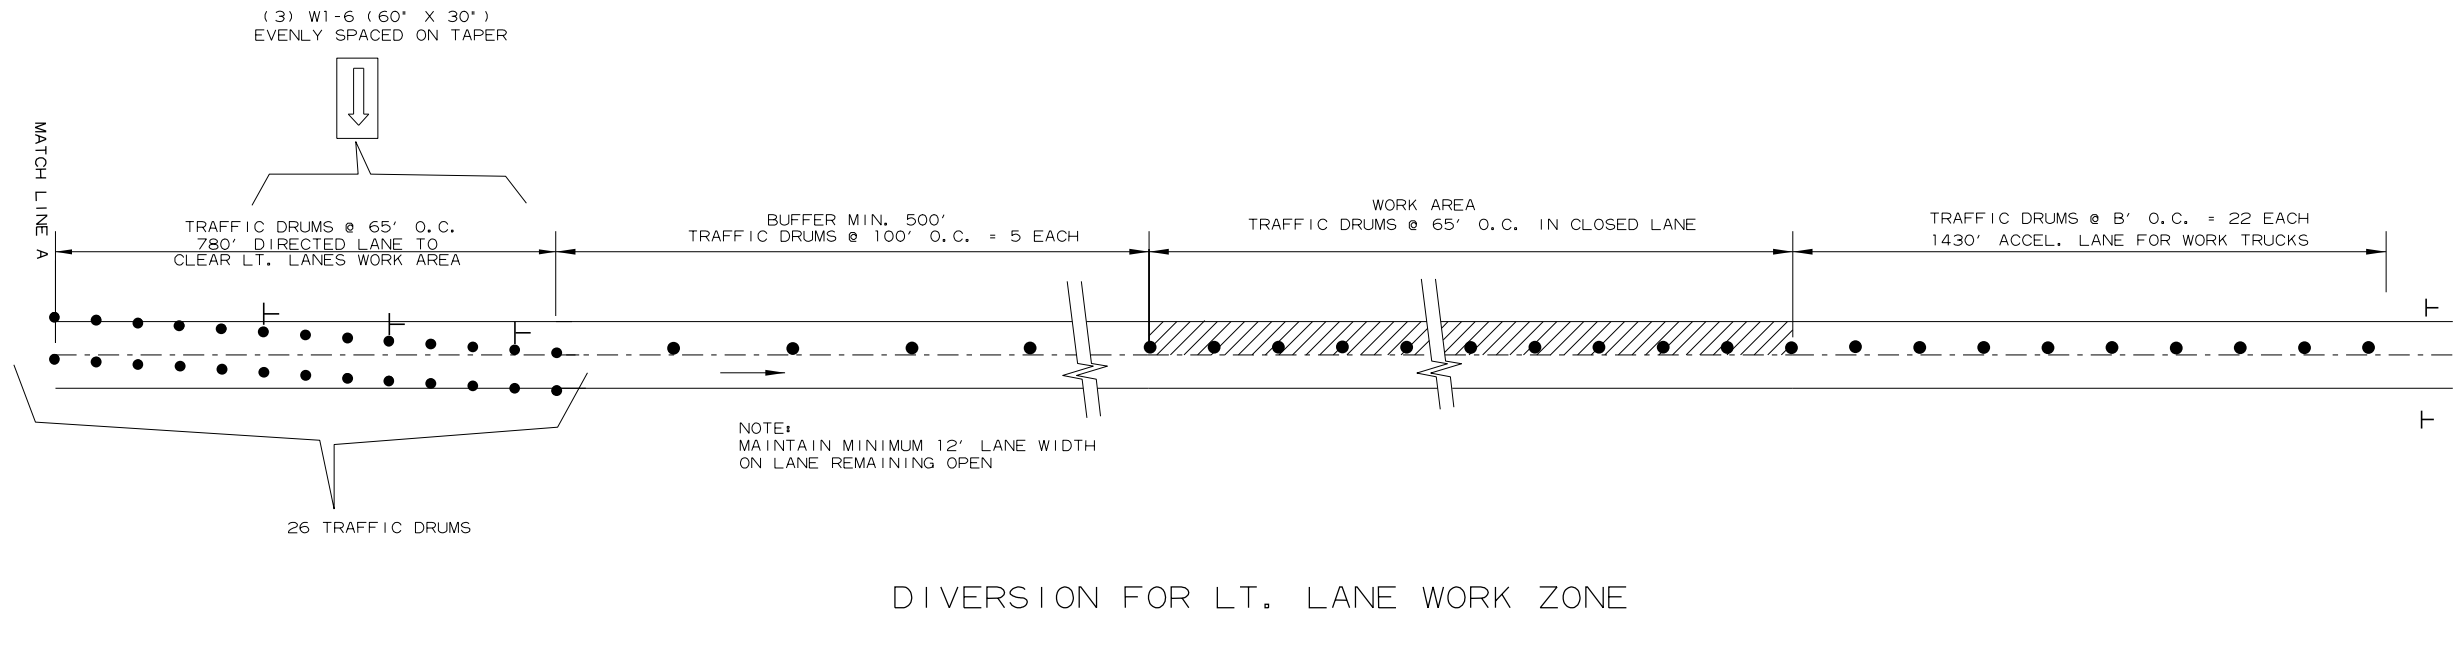 (3) W1-6 (60" X 30")
EVENLY SPACED ON TAPER
MATCH LINE A
TRAFFIC DRUMS @ 65' O.C.
780' DIRECTED LANE TO
CLEAR LT. LANES WORK AREA
BUFFER MIN. 500'
TRAFFIC DRUMS @ 100' O.C. = 5 EACH
WORK AREA
TRAFFIC DRUMS @ 65' O.C. IN CLOSED LANE
TRAFFIC DRUMS @ B' O.C. = 22 EACH
1430' ACCEL. LANE FOR WORK TRUCKS
NOTE:
MAINTAIN MINIMUM 12' LANE WIDTH
ON LANE REMAINING OPEN
26 TRAFFIC DRUMS
DIVERSION FOR LT. LANE WORK ZONE